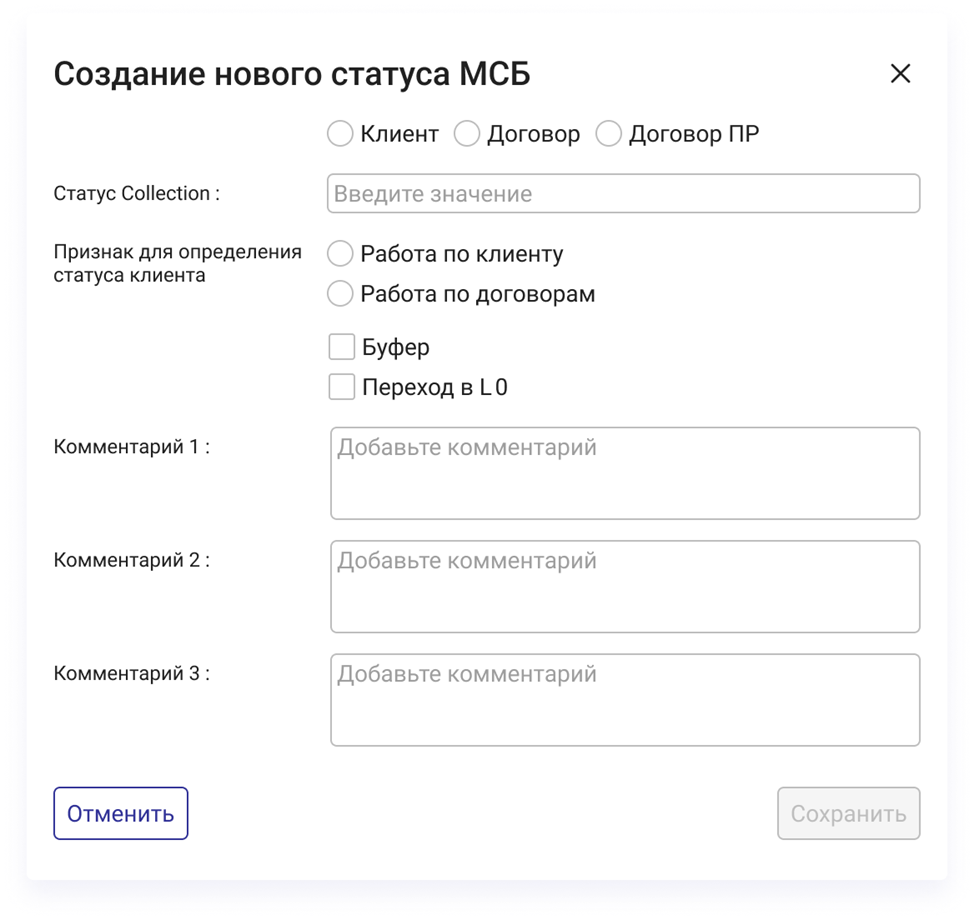 Создание нового статуса МСБ
Клиент Договор Договор ПР
Статус Collection : Введите значение
Признак для определения
статуса клиента
Работа по клиенту
Работа по договорам
Буфер
Переход в L0
Комментарий 1 : Добавьте комментарий
Комментарий 2 : Добавьте комментарий
Комментарий 3 : Добавьте комментарий
Отменить Сохранить